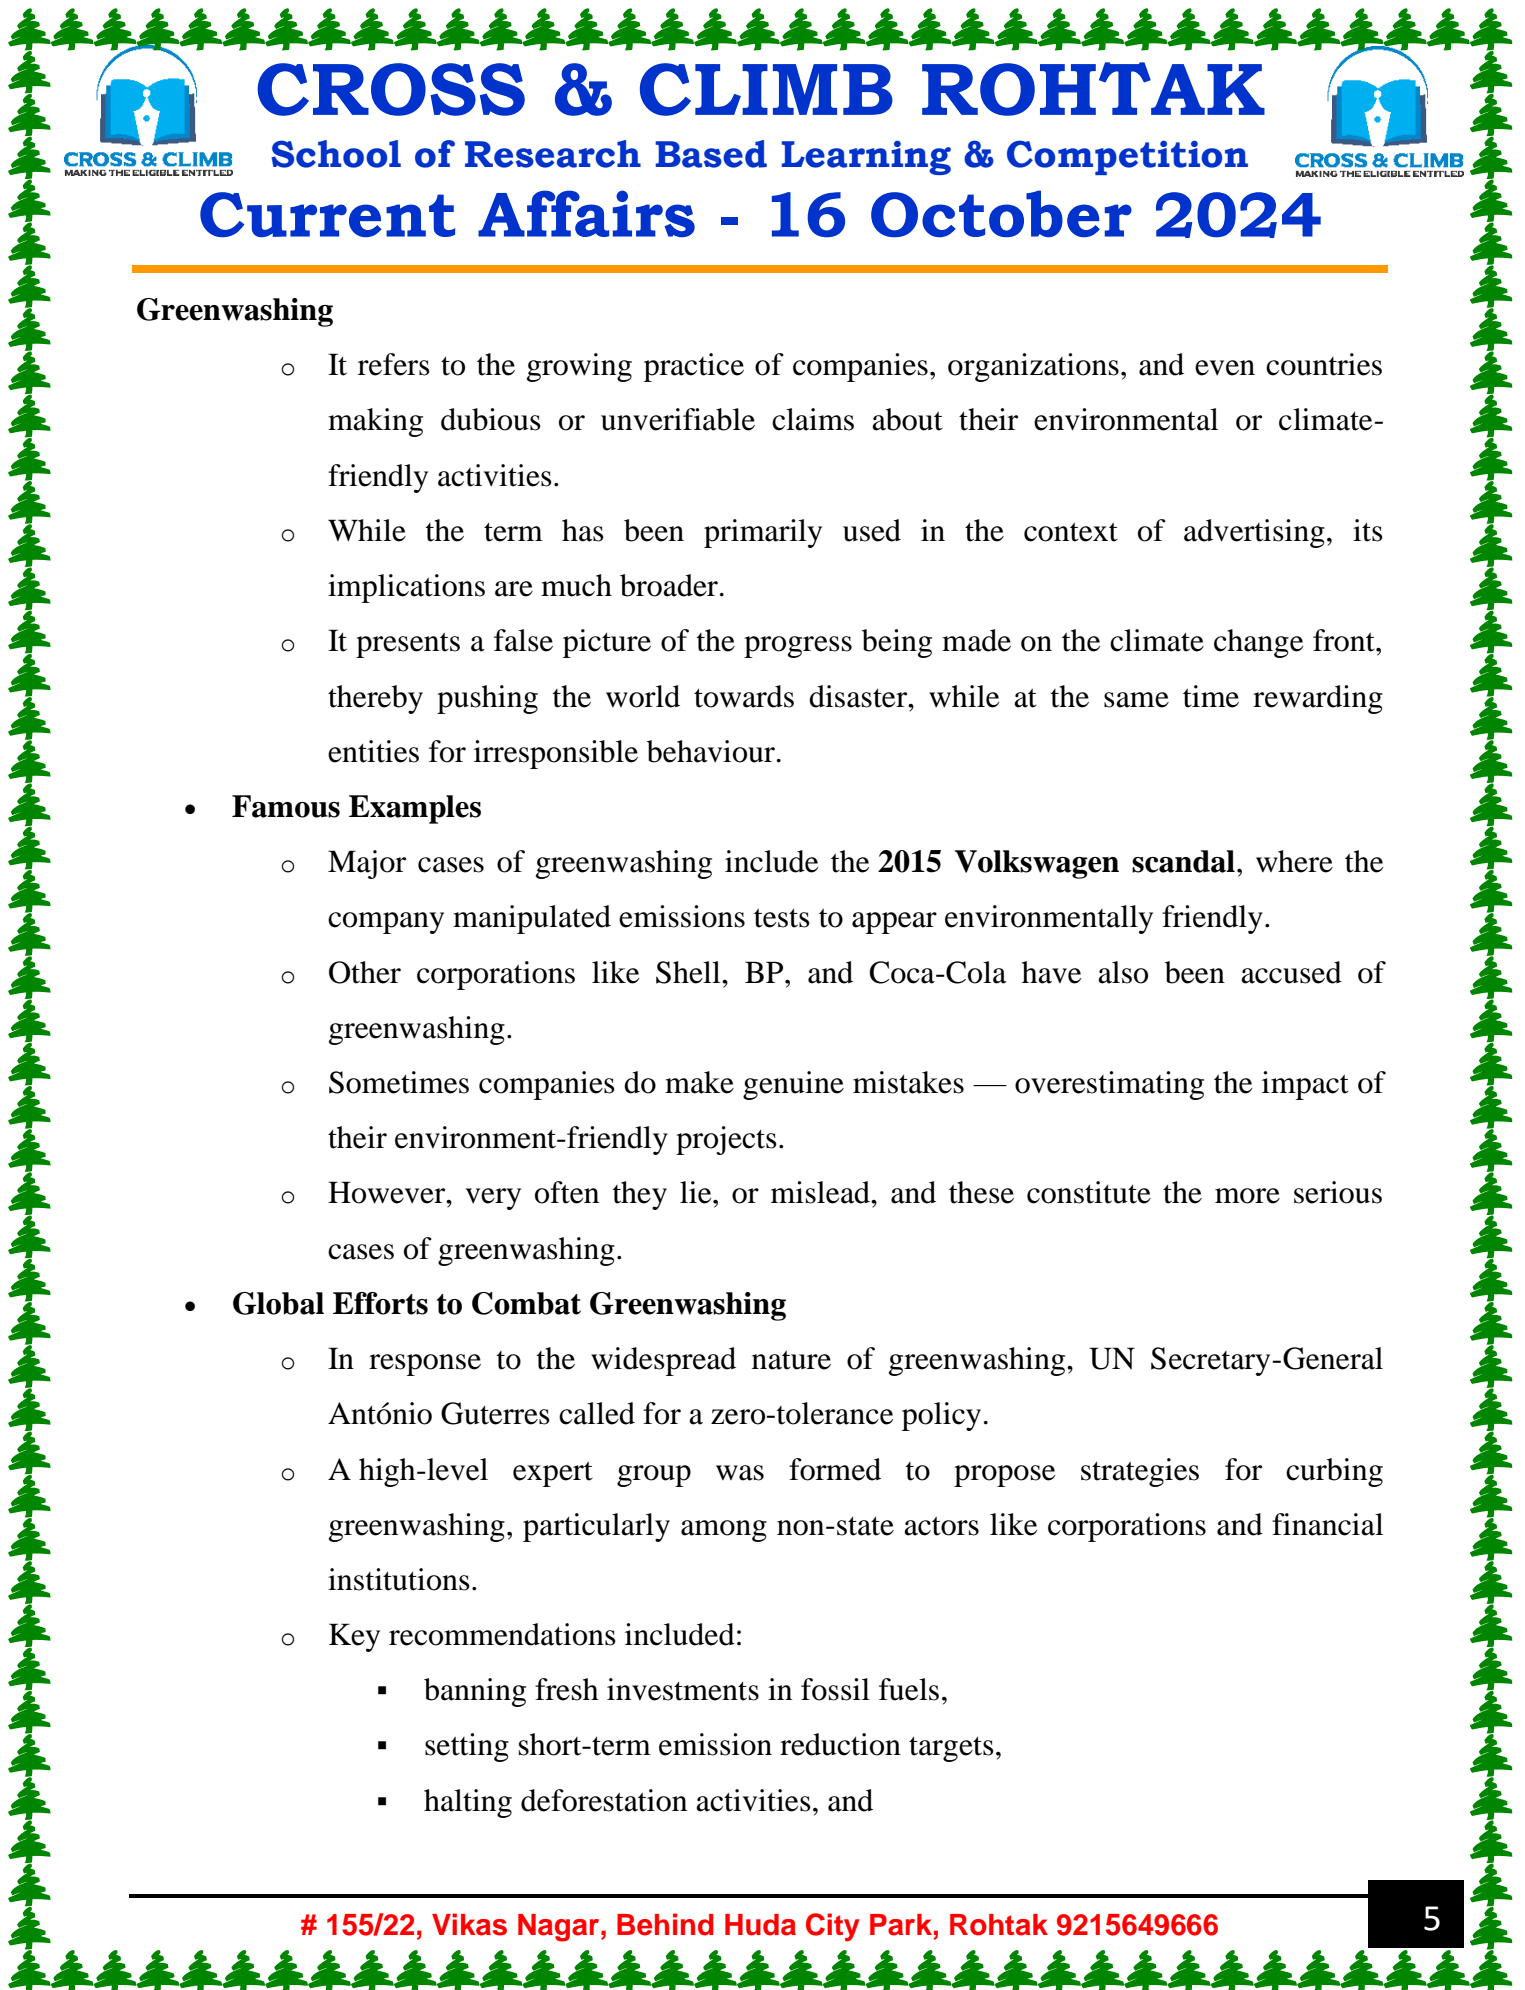 CROSS & CLIMB ROHTAK
School of Research Based Learning & Competition
CROSS & CLIMB
MAKING THE ELIGIBLE ENTITLED
CROSS & CLIMB
MAKING THE ELIGIBLE ENTITLED
Current Affairs - 16 October 2024
Greenwashing
o It refers to the growing practice of companies, organizations, and even countries
making dubious or unverifiable claims about their environmental or climate-
friendly activities.
o While the term has been primarily used in the context of advertising, its
implications are much broader.
o It presents a false picture of the progress being made on the climate change front,
thereby pushing the world towards disaster, while at the same time rewarding
entities for irresponsible behaviour.
• Famous Examples
o Major cases of greenwashing include the 2015 Volkswagen scandal, where the
company manipulated emissions tests to appear environmentally friendly.
o Other corporations like Shell, BP, and Coca-Cola have also been accused of
greenwashing.
o Sometimes companies do make genuine mistakes — overestimating the impact of
their environment-friendly projects.
o However, very often they lie, or mislead, and these constitute the more serious
cases of greenwashing.
• Global Efforts to Combat Greenwashing
o In response to the widespread nature of greenwashing, UN Secretary-General
António Guterres called for a zero-tolerance policy.
o A high-level expert group was formed to propose strategies for curbing
greenwashing, particularly among non-state actors like corporations and financial
institutions.
o Key recommendations included:
▪ banning fresh investments in fossil fuels,
▪ setting short-term emission reduction targets,
▪ halting deforestation activities, and
# 155/22, Vikas Nagar, Behind Huda City Park, Rohtak 9215649666
5